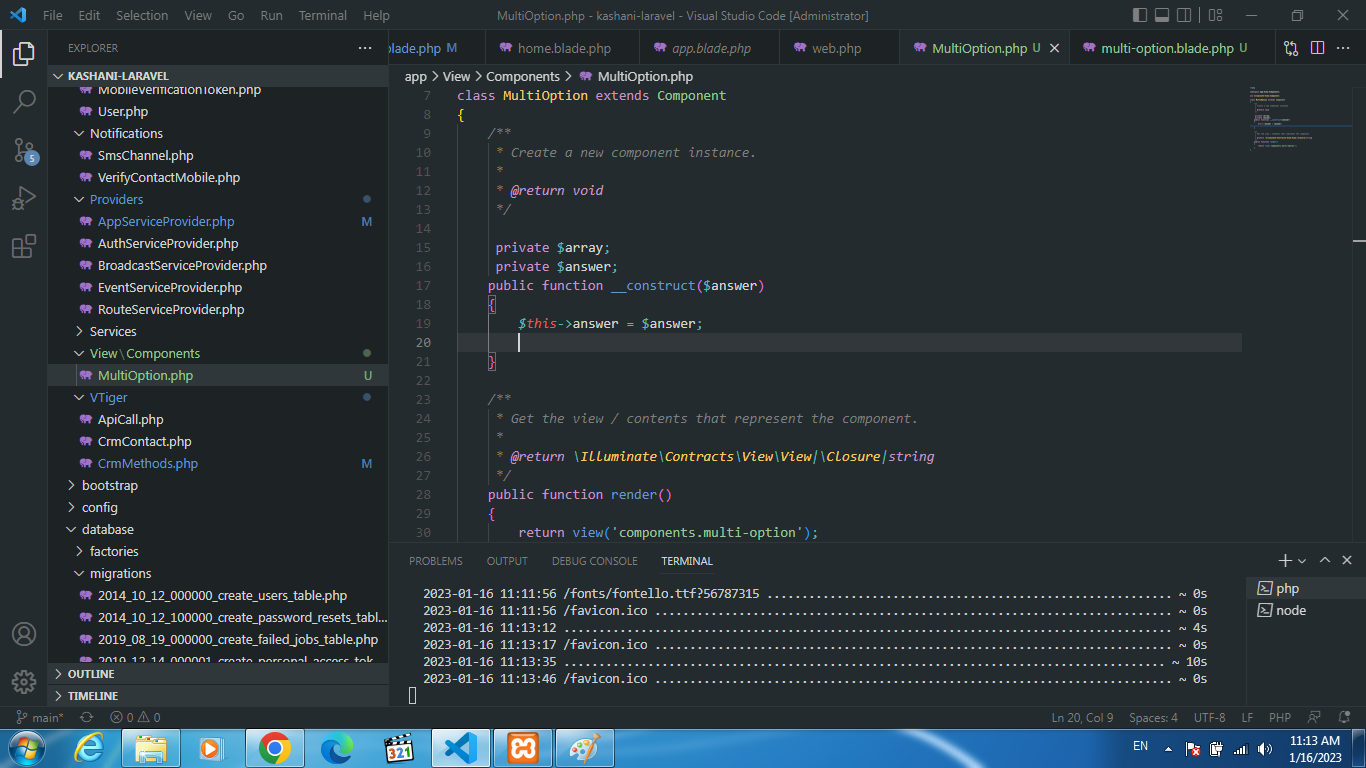 File Edit Selection View Go Run Terminal Help MultiOption.php - kashani-laravel - Visual Studio Code [Administrator]
EXPLORER
KASHANI-LARAVEL
MobileVerificationToken.php
User.php
Notifications
SmsChannel.php
VerifyContactMobile.php
Providers
AppServiceProvider.php M
AuthServiceProvider.php
BroadcastServiceProvider.php
EventServiceProvider.php
RouteServiceProvider.php
Services
View\Components
MultiOption.php U
VTiger
ApiCall.php
CrmContact.php
CrmMethods.php M
bootstrap
config
database
factories
migrations
2014_10_12_000000_create_users_table.php
2014_10_12_100000_create_password_resets_tabl...
2019_08_19_000000_create_failed_jobs_table.php
2019_12_14_000001_create_personal_access_tok...
OUTLINE
TIMELINE
5
blade.php M home.blade.php app.blade.php web.php MultiOption.php U multi-option.blade.php U
app > View > Components > MultiOption.php
7 class MultiOption extends Component
8 {
9 /**
10 * Create a new component instance.
11 *
12 * @return void
13 */
14
15 private $array;
16 private $answer;
17 public function __construct($answer)
18 {
19 $this->answer = $answer;
20
21 }
22
23 /**
24 * Get the view / contents that represent the component.
25 *
26 * @return \Illuminate\Contracts\View\View|\Closure|string
27 */
28 public function render()
29 {
30 return view('components.multi-option');
PROBLEMS OUTPUT DEBUG CONSOLE TERMINAL
2023-01-16 11:11:56 /fonts/fontello.ttf?56787315 ..................................................... ~ 0s
2023-01-16 11:11:56 /favicon.ico .................................................................... ~ 0s
2023-01-16 11:13:12 ................................................................................ ~ 4s
2023-01-16 11:13:17 /favicon.ico .................................................................... ~ 0s
2023-01-16 11:13:35 ............................................................................... ~ 10s
2023-01-16 11:13:46 /favicon.ico .................................................................... ~ 0s
php
node
main* 0 0 Ln 20, Col 9 Spaces: 4 UTF-8 LF PHP
321
EN 11:13 AM
1/16/2023